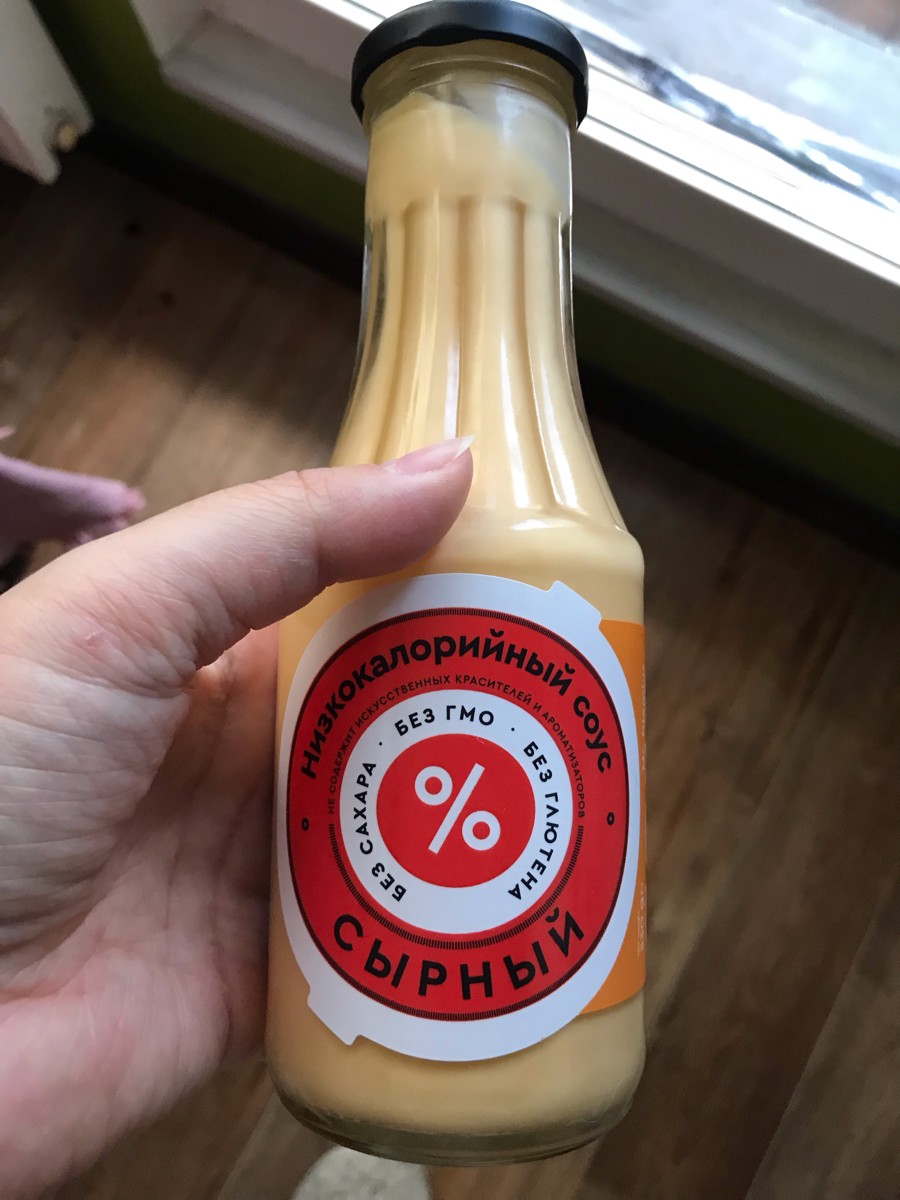 Низкокалорийный соус
НЕ СОДЕРЖИТ ИСКУССТВЕННЫХ КРАСИТЕЛЕЙ И АРОМАТИЗАТОРОВ
БЕЗ САХАРА · БЕЗ ГМО · БЕЗ ГЛЮТЕНА
%
СЫРНЫЙ